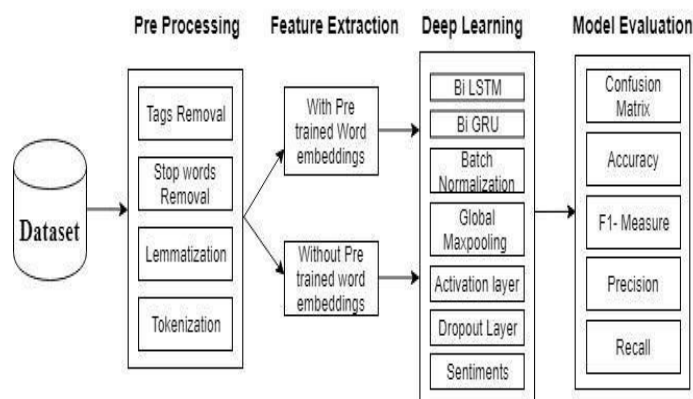 Pre Processing
Feature Extraction
Deep Learning
Model Evaluation
Dataset
Tags Removal
Stop words
Removal
Lemmatization
Tokenization
With Pre
trained Word
embeddings
Without Pre
trained word
embeddings
Bi LSTM
Bi GRU
Batch
Normalization
Global
Maxpooling
Activation layer
Dropout Layer
Sentiments
Confusion
Matrix
Accuracy
F1- Measure
Precision
Recall